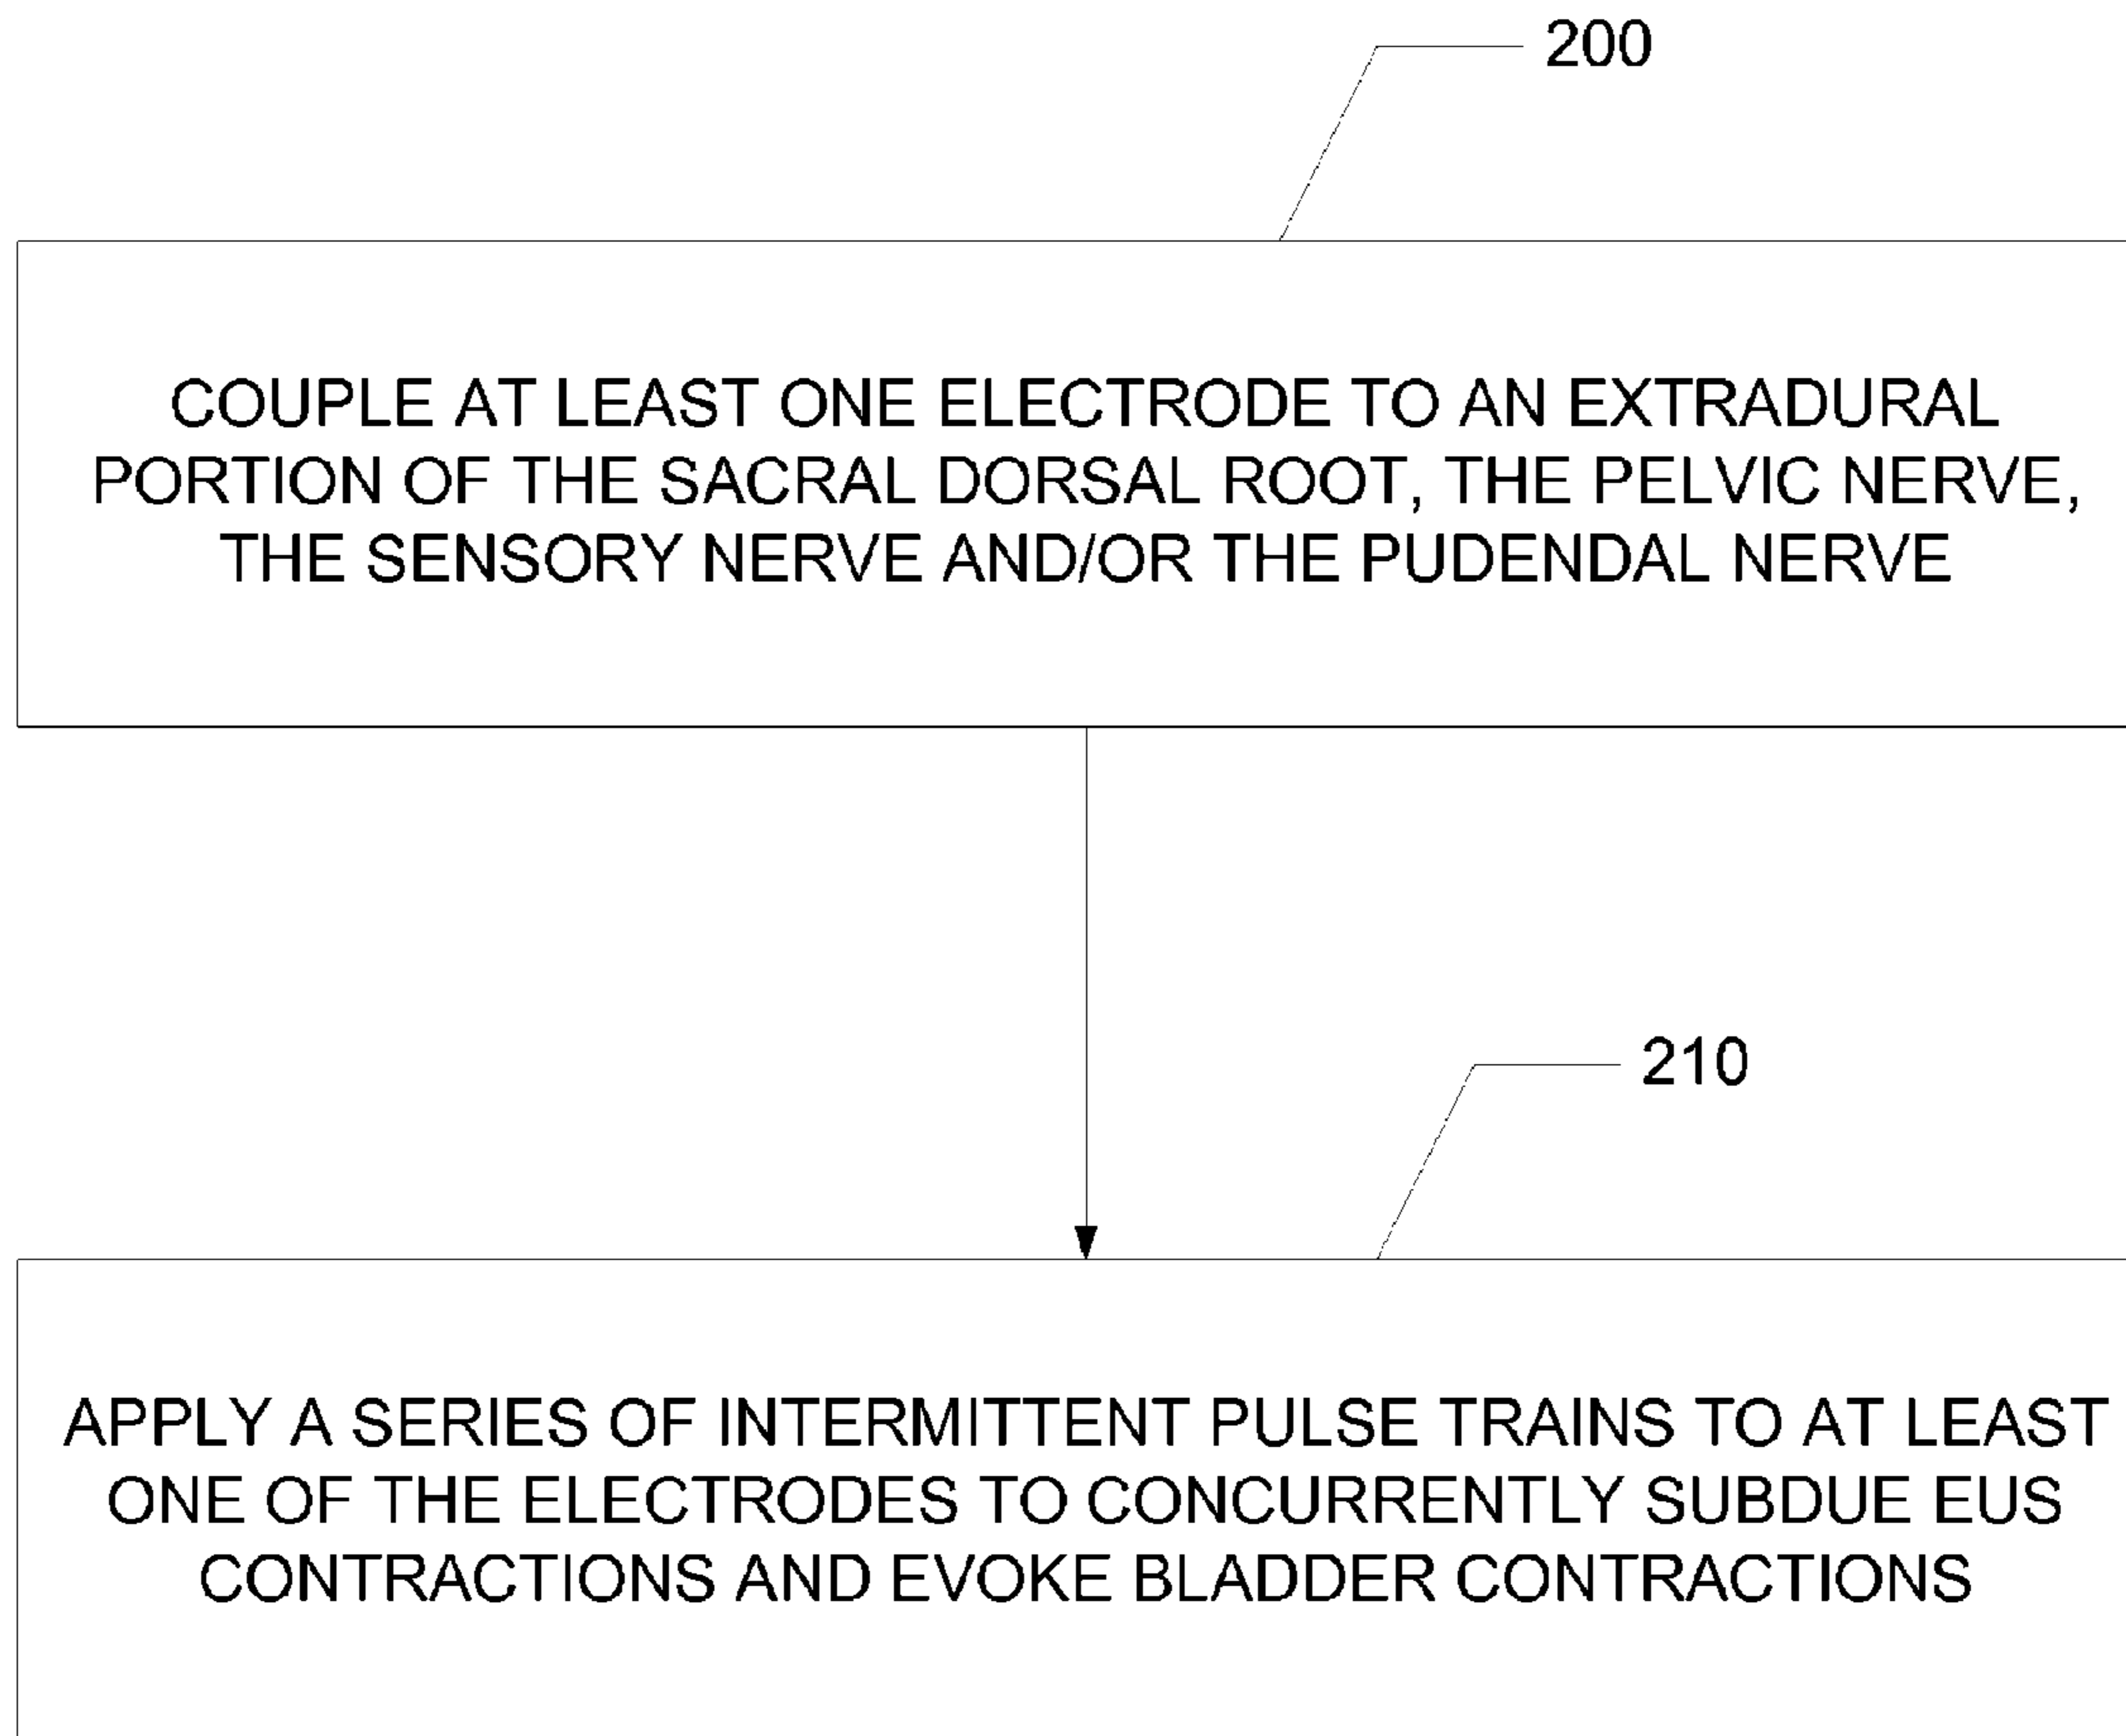 200
COUPLE AT LEAST ONE ELECTRODE TO AN EXTRADURAL
PORTION OF THE SACRAL DORSAL ROOT, THE PELVIC NERVE,
THE SENSORY NERVE AND/OR THE PUDENDAL NERVE
210
APPLY A SERIES OF INTERMITTENT PULSE TRAINS TO AT LEAST
ONE OF THE ELECTRODES TO CONCURRENTLY SUBDUE EUS
CONTRACTIONS AND EVOKE BLADDER CONTRACTIONS